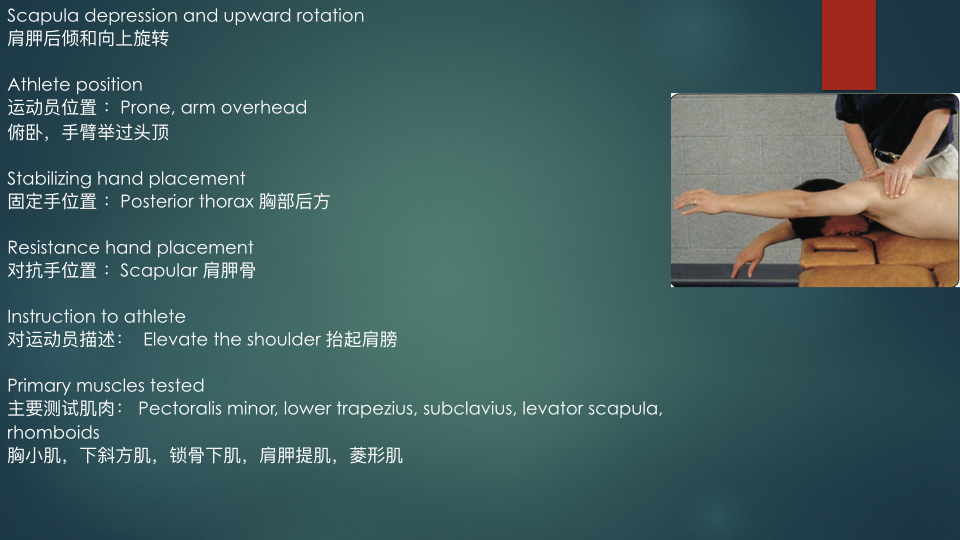 Scapula depression and upward rotation
肩胛后倾和向上旋转
Athlete position
运动员位置： Prone, arm overhead
俯卧，手臂举过头顶
Stabilizing hand placement
固定手位置： Posterior thorax 胸部后方
Resistance hand placement
对抗手位置： Scapular 肩胛骨
Instruction to athlete
对运动员描述： Elevate the shoulder 抬起肩膀
Primary muscles tested
主要测试肌肉： Pectoralis minor, lower trapezius, subclavius, levator scapula,
rhomboids
胸小肌，下斜方肌，锁骨下肌，肩胛提肌，菱形肌